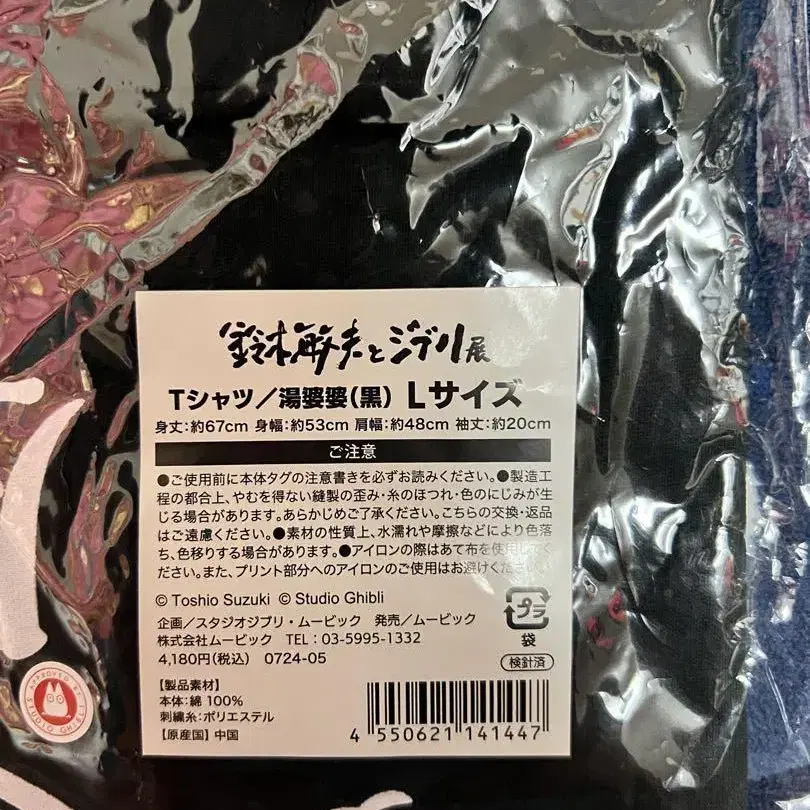 鈴木敏夫とジブリ展
Tシャツ/湯婆婆(黒) Lサイズ
身丈:約67cm 身幅:約53cm 肩幅:約48cm 袖丈:約20cm
ご注意
●ご使用前に本体タグの注意書きを必ずお読みください。●製造工
程の都合上、やむを得ない縫製の歪み・糸のほつれ・色のにじみが生
じる場合があります。あらかじめご了承ください。こちらの交換・返品
はご遠慮ください。●素材の性質上、水濡れや摩擦などにより色落
ち、色移りする場合があります。●アイロンの際はあて布を使用してく
ださい。また、プリント部分へのアイロンのご使用はお避けください。
© Toshio Suzuki © Studio Ghibli
企画/スタジオジブリ・ムービック 発売/ムービック
株式会社ムービック TEL:03-5995-1332
4,180円(税込) 0724-05
プラ
袋
検針済
【製品素材】
本体:綿 100%
刺繍糸:ポリエステル
【原産国】中国
4 550621 141447
APPROVED BY STUDIO GHIBLI